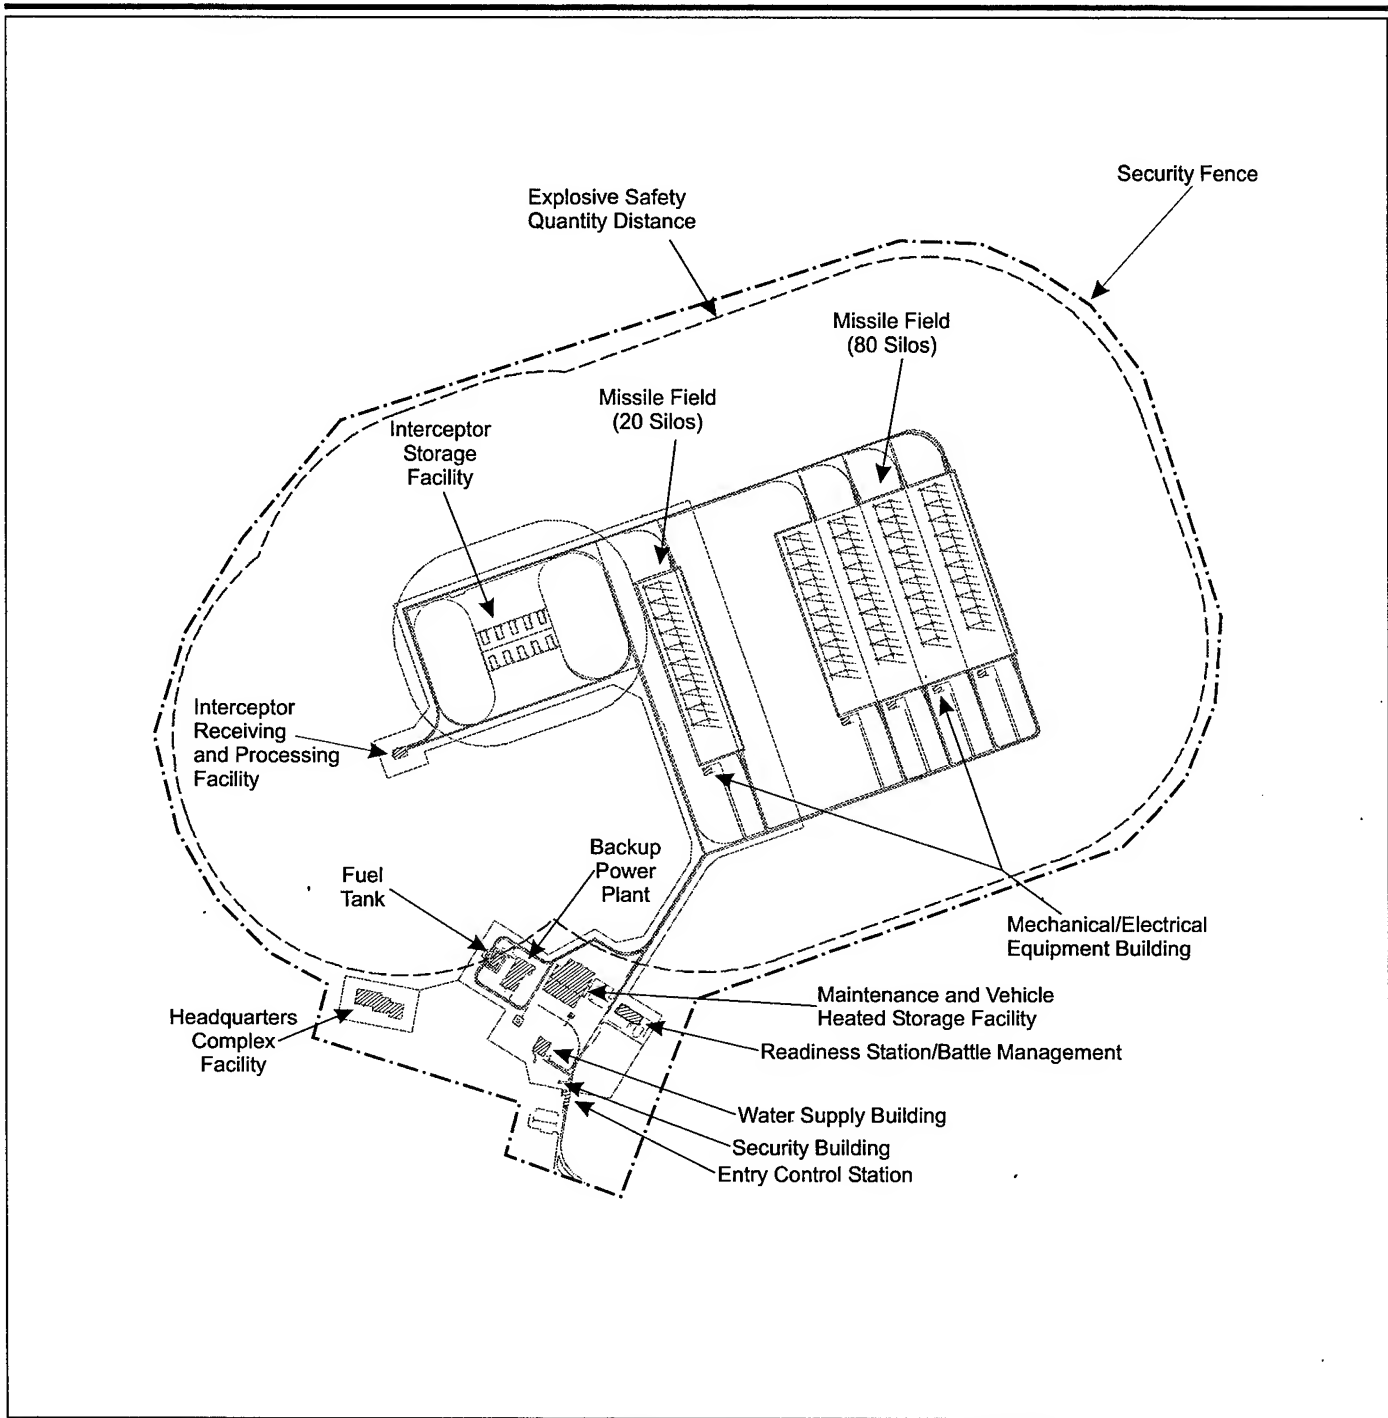 Security Fence
Explosive Safety
Quantity Distance
Missile Field
(80 Silos)
Missile Field
(20 Silos)
Interceptor
Storage
Facility
Interceptor
Receiving
and Processing
Facility
Backup
Power
Plant
Fuel
Tank
Mechanical/Electrical
Equipment Building
Maintenance and Vehicle
Heated Storage Facility
Headquarters
Complex
Facility
Readiness Station/Battle Management
Water Supply Building
Security Building
Entry Control Station